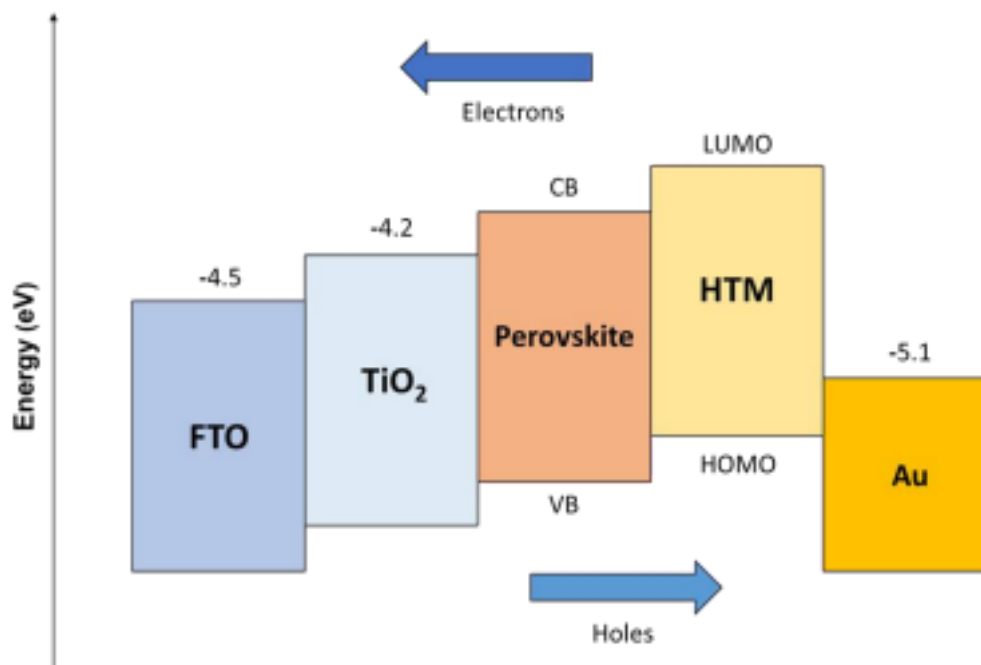 Electrons
LUMO
CB
-4.2
-4.5
HTM
Perovskite
-5.1
TiO₂
Energy (eV)
FTO
HOMO
Au
VB
Holes